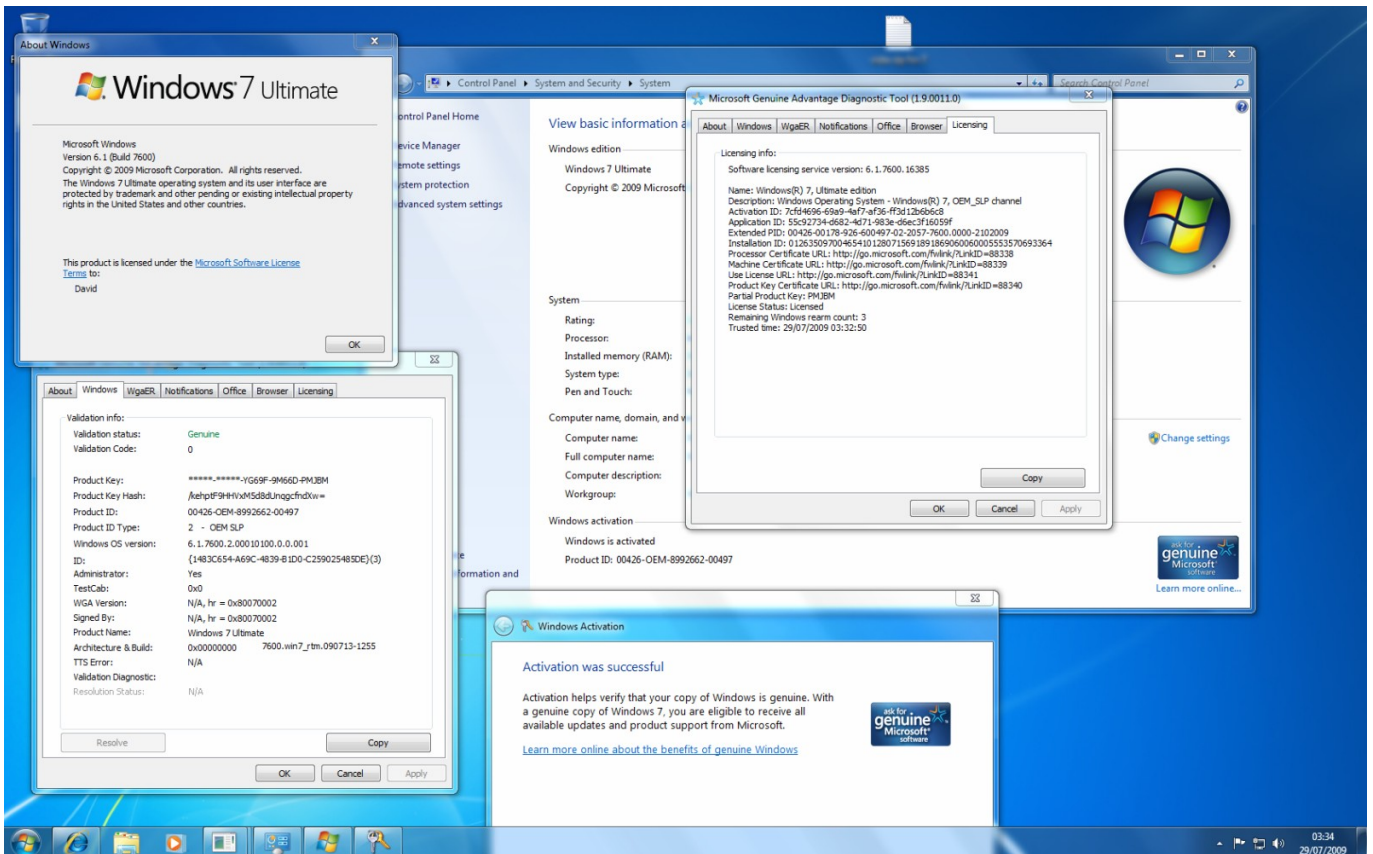 About Windows
Windows 7 Ultimate
Microsoft Windows
Version 6.1 (Build 7600)
Copyright © 2009 Microsoft Corporation. All rights reserved.
The Windows 7 Ultimate operating system and its user interface are
protected by trademark and other pending or existing intellectual property
rights in the United States and other countries.
This product is licensed under the Microsoft Software License
Terms to:
David
OK
Control Panel ▸ System and Security ▸ System
Search Control Panel
ontrol Panel Home
evice Manager
emote settings
ystem protection
dvanced system settings
View basic information a
Windows edition
Windows 7 Ultimate
Copyright © 2009 Microsoft
System
Rating:
Processor:
Installed memory (RAM):
System type:
Pen and Touch:
Computer name, domain, and w
Computer name:
Full computer name:
Computer description:
Workgroup:
Change settings
Windows activation
Windows is activated
Product ID: 00426-OEM-8992662-00497
formation and
ask for
genuine
Microsoft
software
Learn more online...
Microsoft Genuine Advantage Diagnostic Tool (1.9.0011.0)
About Windows WgaER Notifications Office Browser Licensing
Licensing info:
Software licensing service version: 6.1.7600.16385
Name: Windows(R) 7, Ultimate edition
Description: Windows Operating System - Windows(R) 7, OEM_SLP channel
Activation ID: 7cfd4696-69a9-4af7-af36-ff3d12b6b6c8
Application ID: 55c92734-d682-4d71-983e-d6ec3f16059f
Extended PID: 00426-00178-926-600497-02-2057-7600.0000-2102009
Installation ID: 012635097004654101280715691891869060060005553570693364
Processor Certificate URL: http://go.microsoft.com/fwlink/?LinkID=88338
Machine Certificate URL: http://go.microsoft.com/fwlink/?LinkID=88339
Use License URL: http://go.microsoft.com/fwlink/?LinkID=88341
Product Key Certificate URL: http://go.microsoft.com/fwlink/?LinkID=88340
Partial Product Key: PMJBM
License Status: Licensed
Remaining Windows rearm count: 3
Trusted time: 29/07/2009 03:32:50
Copy
OK Cancel Apply
About Windows WgaER Notifications Office Browser Licensing
Validation info:
Validation status: Genuine
Validation Code: 0
Product Key: *****-*****-YG69F-9M66D-PMJBM
Product Key Hash: /kehptF9HHVxM5d8dUnqgcfndXw=
Product ID: 00426-OEM-8992662-00497
Product ID Type: 2 - OEM SLP
Windows OS version: 6.1.7600.2.00010100.0.0.001
ID: {1483C654-A69C-4839-B1D0-C259025485DE}(3)
Administrator: Yes
TestCab: 0x0
WGA Version: N/A, hr = 0x80070002
Signed By: N/A, hr = 0x80070002
Product Name: Windows 7 Ultimate
Architecture & Build: 0x00000000 7600.win7_rtm.090713-1255
TTS Error: N/A
Validation Diagnostic:
Resolution Status: N/A
Resolve Copy
OK Cancel Apply
Windows Activation
Activation was successful
Activation helps verify that your copy of Windows is genuine. With
a genuine copy of Windows 7, you are eligible to receive all
available updates and product support from Microsoft.
Learn more online about the benefits of genuine Windows
ask for
genuine
Microsoft
software
03:34
29/07/2009